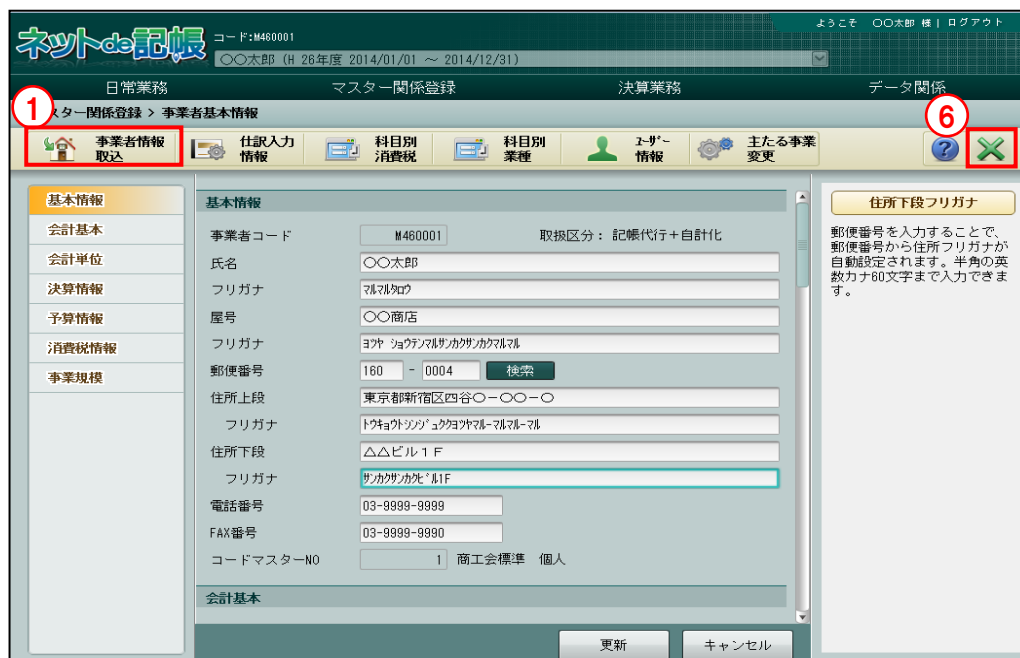 ようこそ 〇〇太郎 様 | ログアウト
ネットde記帳
コード:M460001
〇〇太郎 (H 26年度 2014/01/01 ～ 2014/12/31)
日常業務 マスター関係登録 決算業務 データ関係
1
スター関係登録 > 事業者基本情報
6
事業者情報
取込
仕訳入力
情報
科目別
消費税
科目別
業種
ユーザー
情報
主たる事業
変更
?
基本情報
会計基本
会計単位
決算情報
予算情報
消費税情報
事業規模
基本情報
事業者コード M460001 取扱区分: 記帳代行+自計化
氏名 〇〇太郎
フリガナ ﾏﾙﾏﾙﾀﾛｳ
屋号 〇〇商店
フリガナ ﾖﾂﾔ ｼｮｳﾃﾝﾏﾙｻﾝｶｸｻﾝｶｸﾏﾙﾏﾙ
郵便番号 160 - 0004 検索
住所上段 東京都新宿区四谷〇-〇〇-〇
フリガナ ﾄｳｷｮｳﾄｼﾝｼﾞｭｸｸﾖﾂﾔﾏﾙ-ﾏﾙﾏﾙ-ﾏﾙ
住所下段 △△ビル１Ｆ
フリガナ ｻﾝｶｸｻﾝｶｸﾋﾞﾙ1F
電話番号 03-9999-9999
FAX番号 03-9999-9990
コードマスターNO 1 商工会標準 個人
会計基本
更新 キャンセル
住所下段フリガナ
郵便番号を入力することで、
郵便番号から住所フリガナが
自動設定されます。半角の英
数カナ60文字まで入力できま
す。